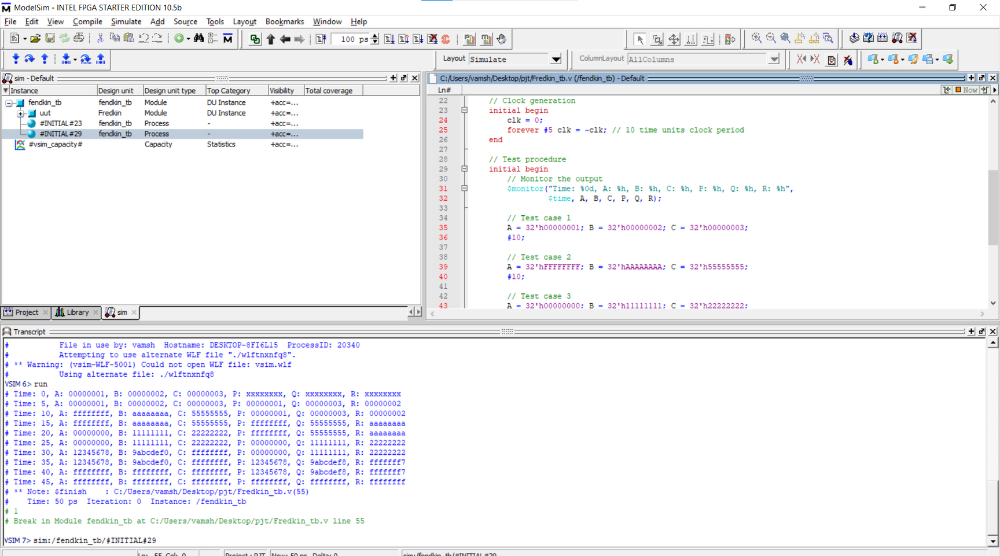 ModelSim - INTEL FPGA STARTER EDITION 10.5b
File Edit View Compile Simulate Add Source Tools Layout Bookmarks Window Help
100 ps
Layout Simulate ColumnLayout AllColumns
sim - Default
Instance Design unit Design unit type Top Category Visibility Total coverage
fendkin_tb fendkin_tb Module DU Instance +acc=...
uut Fredkin Module DU Instance +acc=...
#INITIAL#23 fendkin_tb Process - +acc=...
#INITIAL#29 fendkin_tb Process - +acc=...
#vsim_capacity# Capacity Statistics +acc=...
Project Library sim
C:/Users/vamsh/Desktop/pjt/Fredkin_tb.v (/fendkin_tb) - Default
Ln# Now
22 // Clock generation
23 initial begin
24 clk = 0;
25 forever #5 clk = ~clk; // 10 time units clock period
26 end
27
28 // Test procedure
29 initial begin
30 // Monitor the output
31 $monitor("Time: %0d, A: %h, B: %h, C: %h, P: %h, Q: %h, R: %h",
32 $time, A, B, C, P, Q, R);
33
34 // Test case 1
35 A = 32'h00000001; B = 32'h00000002; C = 32'h00000003;
36 #10;
37
38 // Test case 2
39 A = 32'hFFFFFFFF; B = 32'hAAAAAAAA; C = 32'h55555555;
40 #10;
41
42 // Test case 3
43 A = 32'h00000000; B = 32'h11111111; C = 32'h22222222;
Transcript
# File in use by: vamsh Hostname: DESKTOP-8FI6L15 ProcessID: 20340
# Attempting to use alternate WLF file "./wlftnxnfq8".
# ** Warning: (vsim-WLF-5001) Could not open WLF file: vsim.wlf
# Using alternate file: ./wlftnxnfq8
VSIM 6> run
# Time: 0, A: 00000001, B: 00000002, C: 00000003, P: xxxxxxxx, Q: xxxxxxxx, R: xxxxxxxx
# Time: 5, A: 00000001, B: 00000002, C: 00000003, P: 00000001, Q: 00000003, R: 00000002
# Time: 10, A: ffffffff, B: aaaaaaaa, C: 55555555, P: 00000001, Q: 00000003, R: 00000002
# Time: 15, A: ffffffff, B: aaaaaaaa, C: 55555555, P: ffffffff, Q: 55555555, R: aaaaaaaa
# Time: 20, A: 00000000, B: 11111111, C: 22222222, P: ffffffff, Q: 55555555, R: aaaaaaaa
# Time: 25, A: 00000000, B: 11111111, C: 22222222, P: 00000000, Q: 11111111, R: 22222222
# Time: 30, A: 12345678, B: 9abcdef0, C: ffffffff, P: 00000000, Q: 11111111, R: 22222222
# Time: 35, A: 12345678, B: 9abcdef0, C: ffffffff, P: 12345678, Q: 9abcdef8, R: fffffff7
# Time: 40, A: ffffffff, B: ffffffff, C: ffffffff, P: 12345678, Q: 9abcdef8, R: fffffff7
# Time: 45, A: ffffffff, B: ffffffff, C: ffffffff, P: ffffffff, Q: ffffffff, R: ffffffff
# ** Note: $finish : C:/Users/vamsh/Desktop/pjt/Fredkin_tb.v(55)
# Time: 50 ps Iteration: 0 Instance: /fendkin_tb
# 1
# Break in Module fendkin_tb at C:/Users/vamsh/Desktop/pjt/Fredkin_tb.v line 55
VSIM 7> sim:/fendkin_tb/#INITIAL#29
Ln: 55 Col: 0 Project : PJT Now: 50 ps Delta: 0 sim:/fendkin_tb/#INITIAL#29